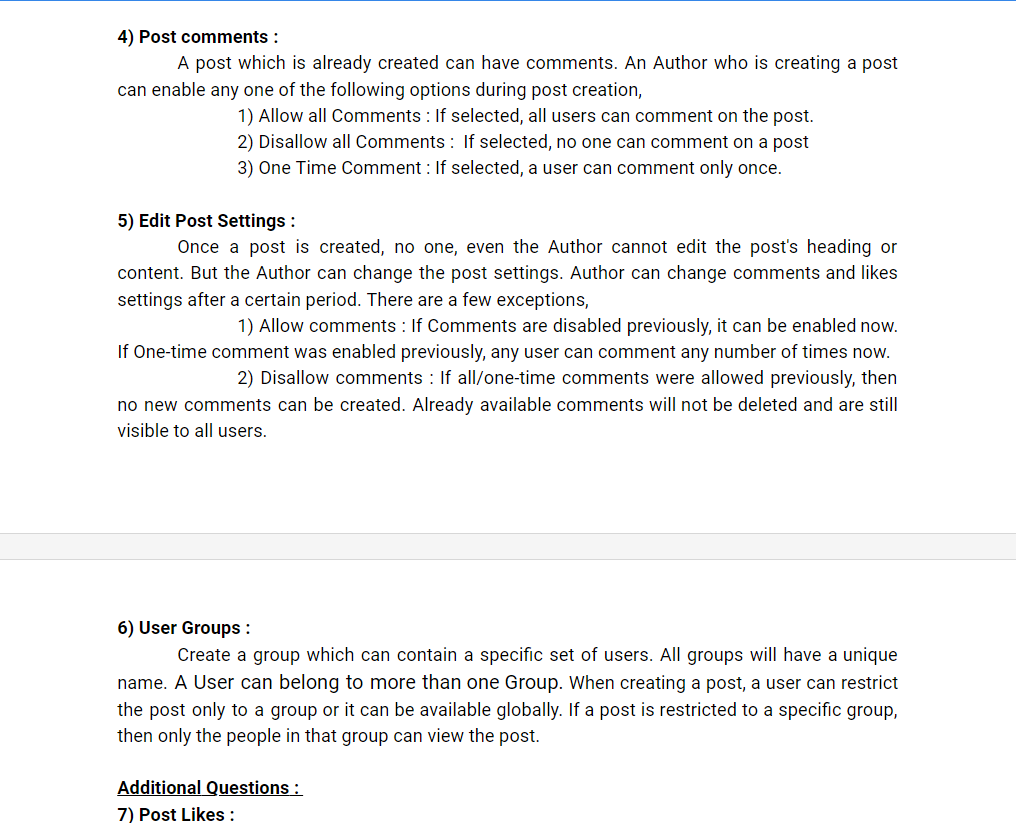 4) Post comments :
A post which is already created can have comments. An Author who is creating a post
can enable any one of the following options during post creation,
1) Allow all Comments : If selected, all users can comment on the post.
2) Disallow all Comments :  If selected, no one can comment on a post
3) One Time Comment : If selected, a user can comment only once.
5) Edit Post Settings :
Once a post is created, no one, even the Author cannot edit the post's heading or
content. But the Author can change the post settings. Author can change comments and likes
settings after a certain period. There are a few exceptions,
1) Allow comments : If Comments are disabled previously, it can be enabled now.
If One-time comment was enabled previously, any user can comment any number of times now.
2) Disallow comments : If all/one-time comments were allowed previously, then
no new comments can be created. Already available comments will not be deleted and are still
visible to all users.
6) User Groups :
Create a group which can contain a specific set of users. All groups will have a unique
name. A User can belong to more than one Group. When creating a post, a user can restrict
the post only to a group or it can be available globally. If a post is restricted to a specific group,
then only the people in that group can view the post.
Additional Questions :
7) Post Likes :